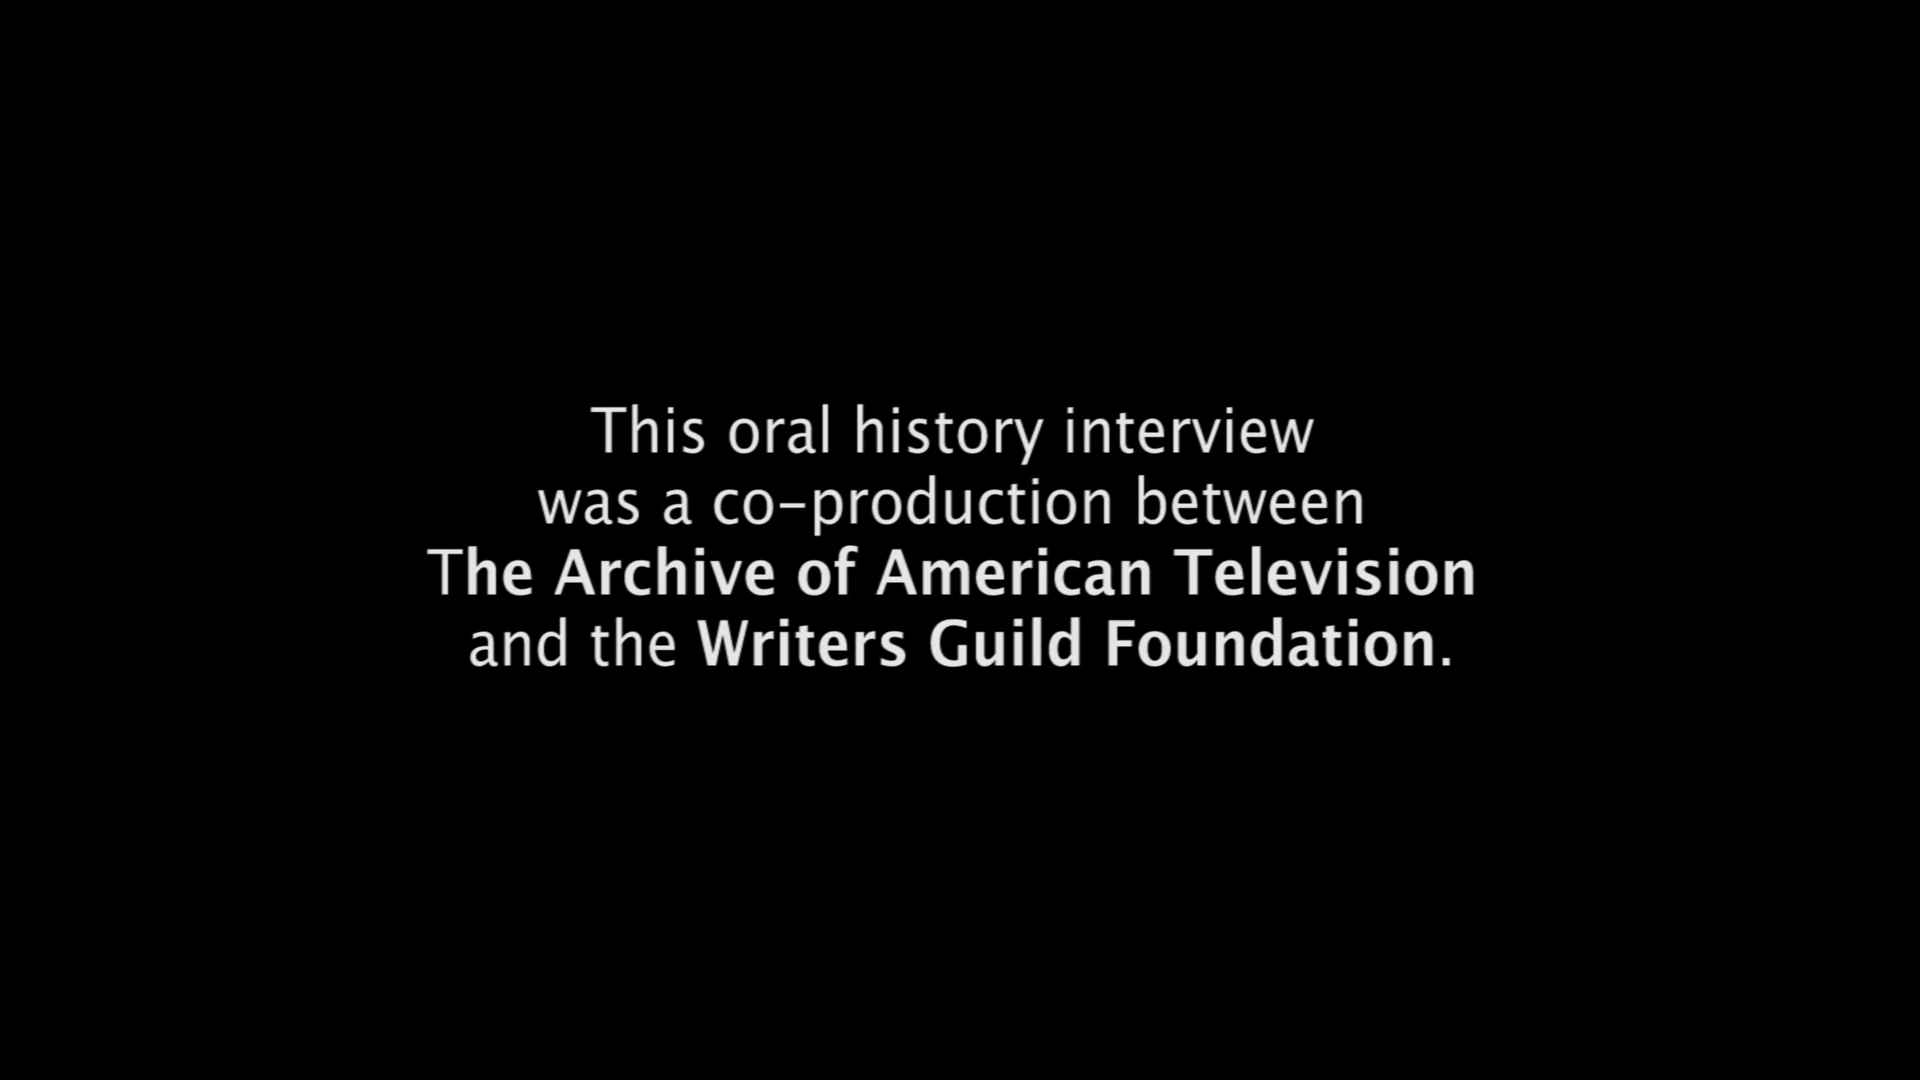 This oral history interview
was a co-production between
The Archive of American Television
and the Writers Guild Foundation.